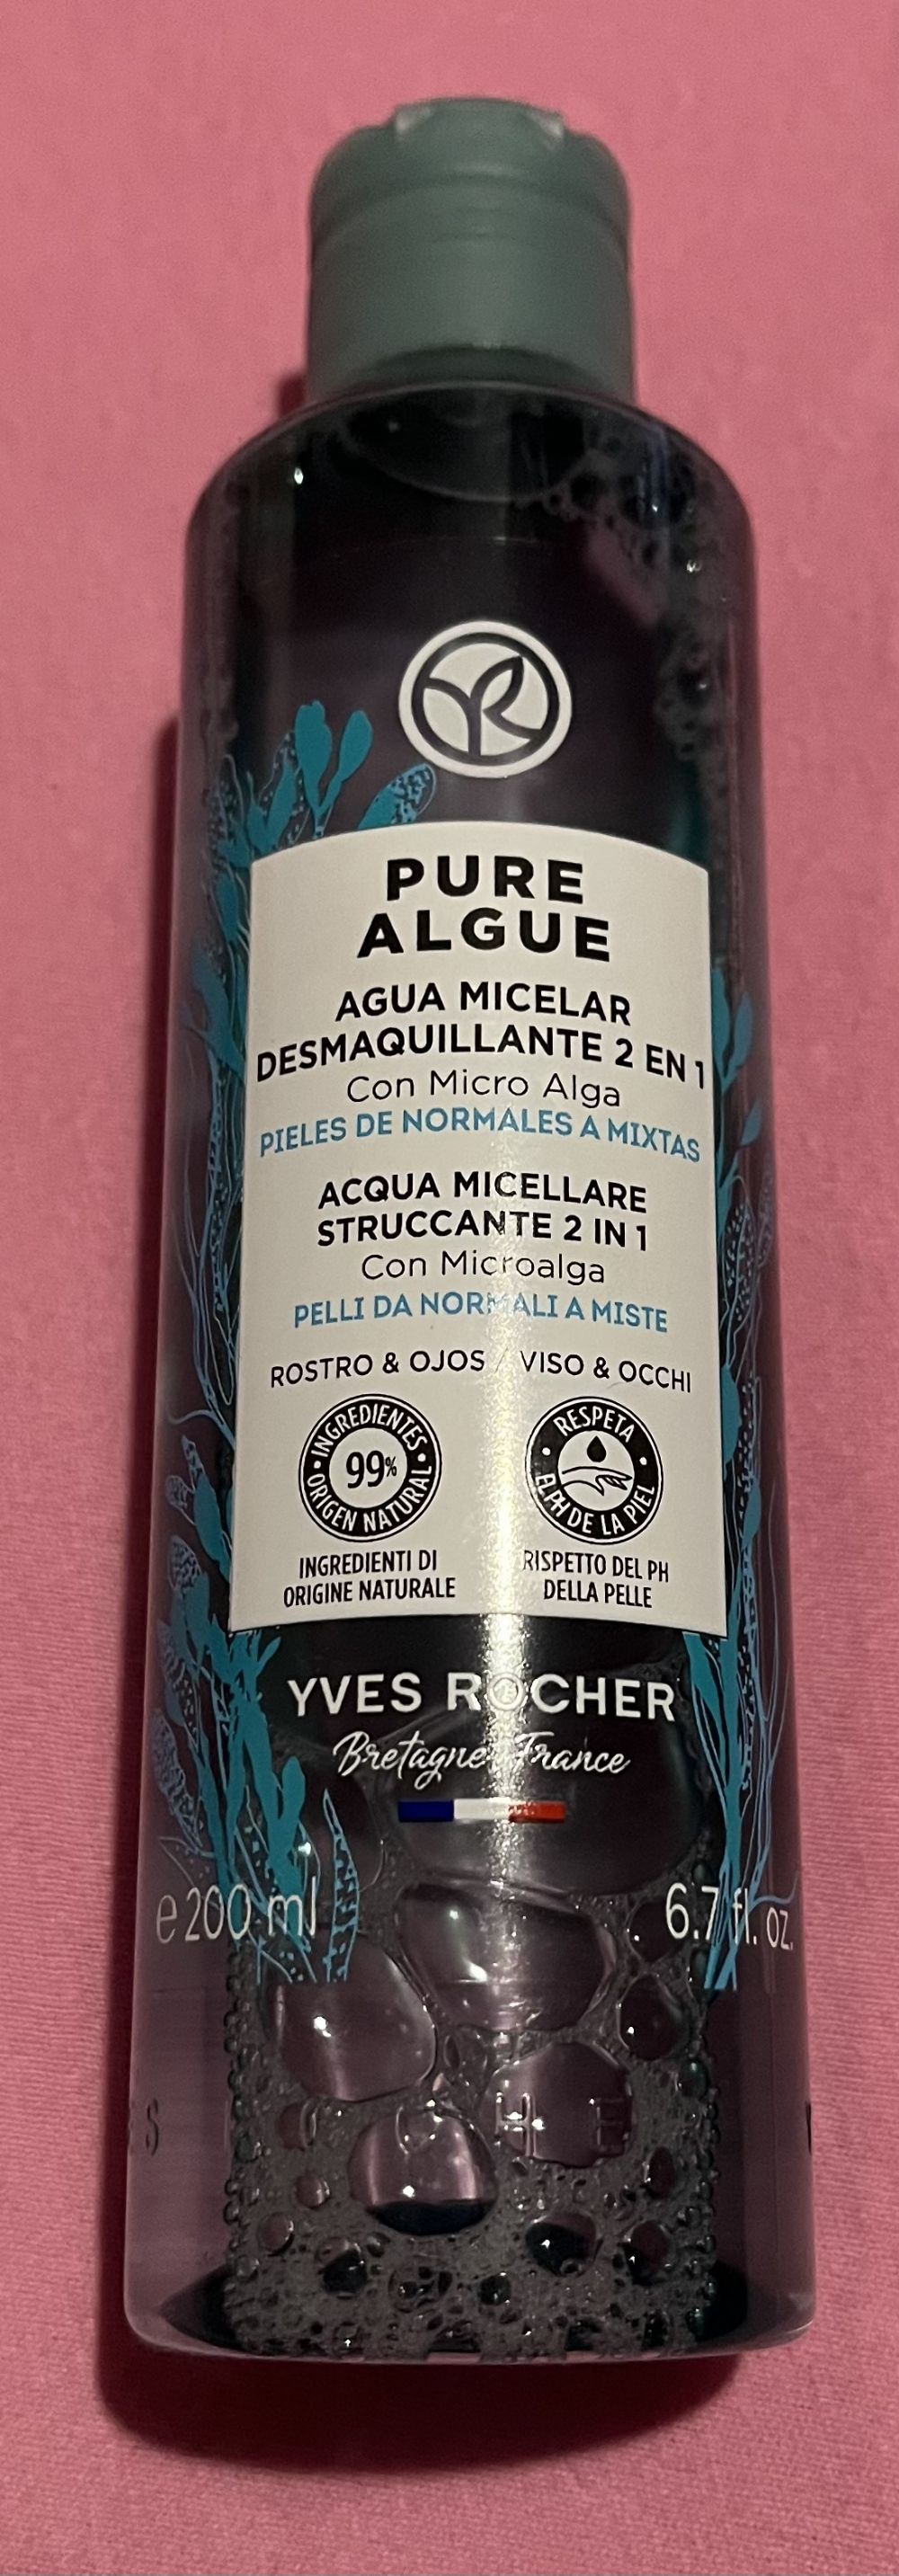 YR
PURE
ALGUE
AGUA MICELAR
DESMAQUILLANTE 2 EN 1
Con Micro Alga
PIELES DE NORMALES A MIXTAS
ACQUA MICELLARE
STRUCCANTE 2 IN 1
Con Microalga
PELLI DA NORMALI A MISTE
ROSTRO & OJOS / VISO & OCCHI
INGREDIENTES ORIGEN NATURAL
99%
RESPETA EL PH DE LA PIEL
INGREDIENTI DI
ORIGINE NATURALE
RISPETTO DEL PH
DELLA PELLE
YVES ROCHER
Bretagne, France
e 200 ml
6.7 fl. oz.